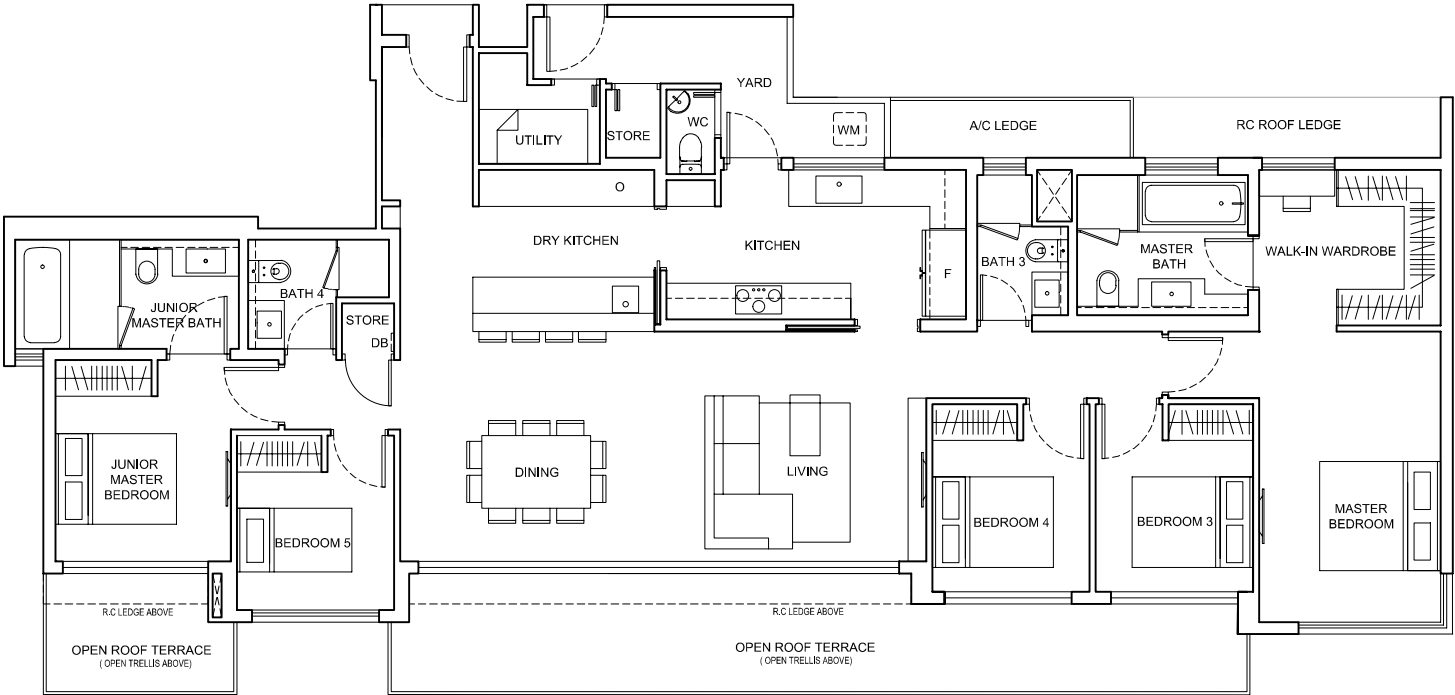 YARD
WC
UTILITY
STORE
WM
A/C LEDGE
RC ROOF LEDGE
O
DRY KITCHEN
KITCHEN
F
BATH 3
MASTER
BATH
WALK-IN WARDROBE
JUNIOR
MASTER BATH
BATH 4
STORE
DB
JUNIOR
MASTER
BEDROOM
BEDROOM 5
DINING
LIVING
BEDROOM 4
BEDROOM 3
MASTER
BEDROOM
R.C LEDGE ABOVE
R.C LEDGE ABOVE
OPEN ROOF TERRACE
( OPEN TRELLIS ABOVE)
OPEN ROOF TERRACE
( OPEN TRELLIS ABOVE)